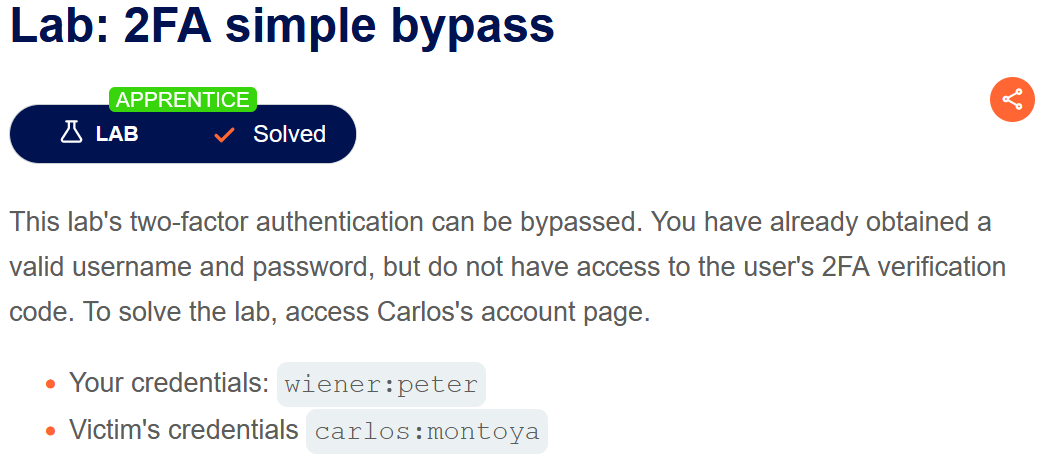 Lab: 2FA simple bypass
APPRENTICE
LAB Solved
This lab's two-factor authentication can be bypassed. You have already obtained a
valid username and password, but do not have access to the user's 2FA verification
code. To solve the lab, access Carlos's account page.
Your credentials: wiener:peter
Victim's credentials carlos:montoya